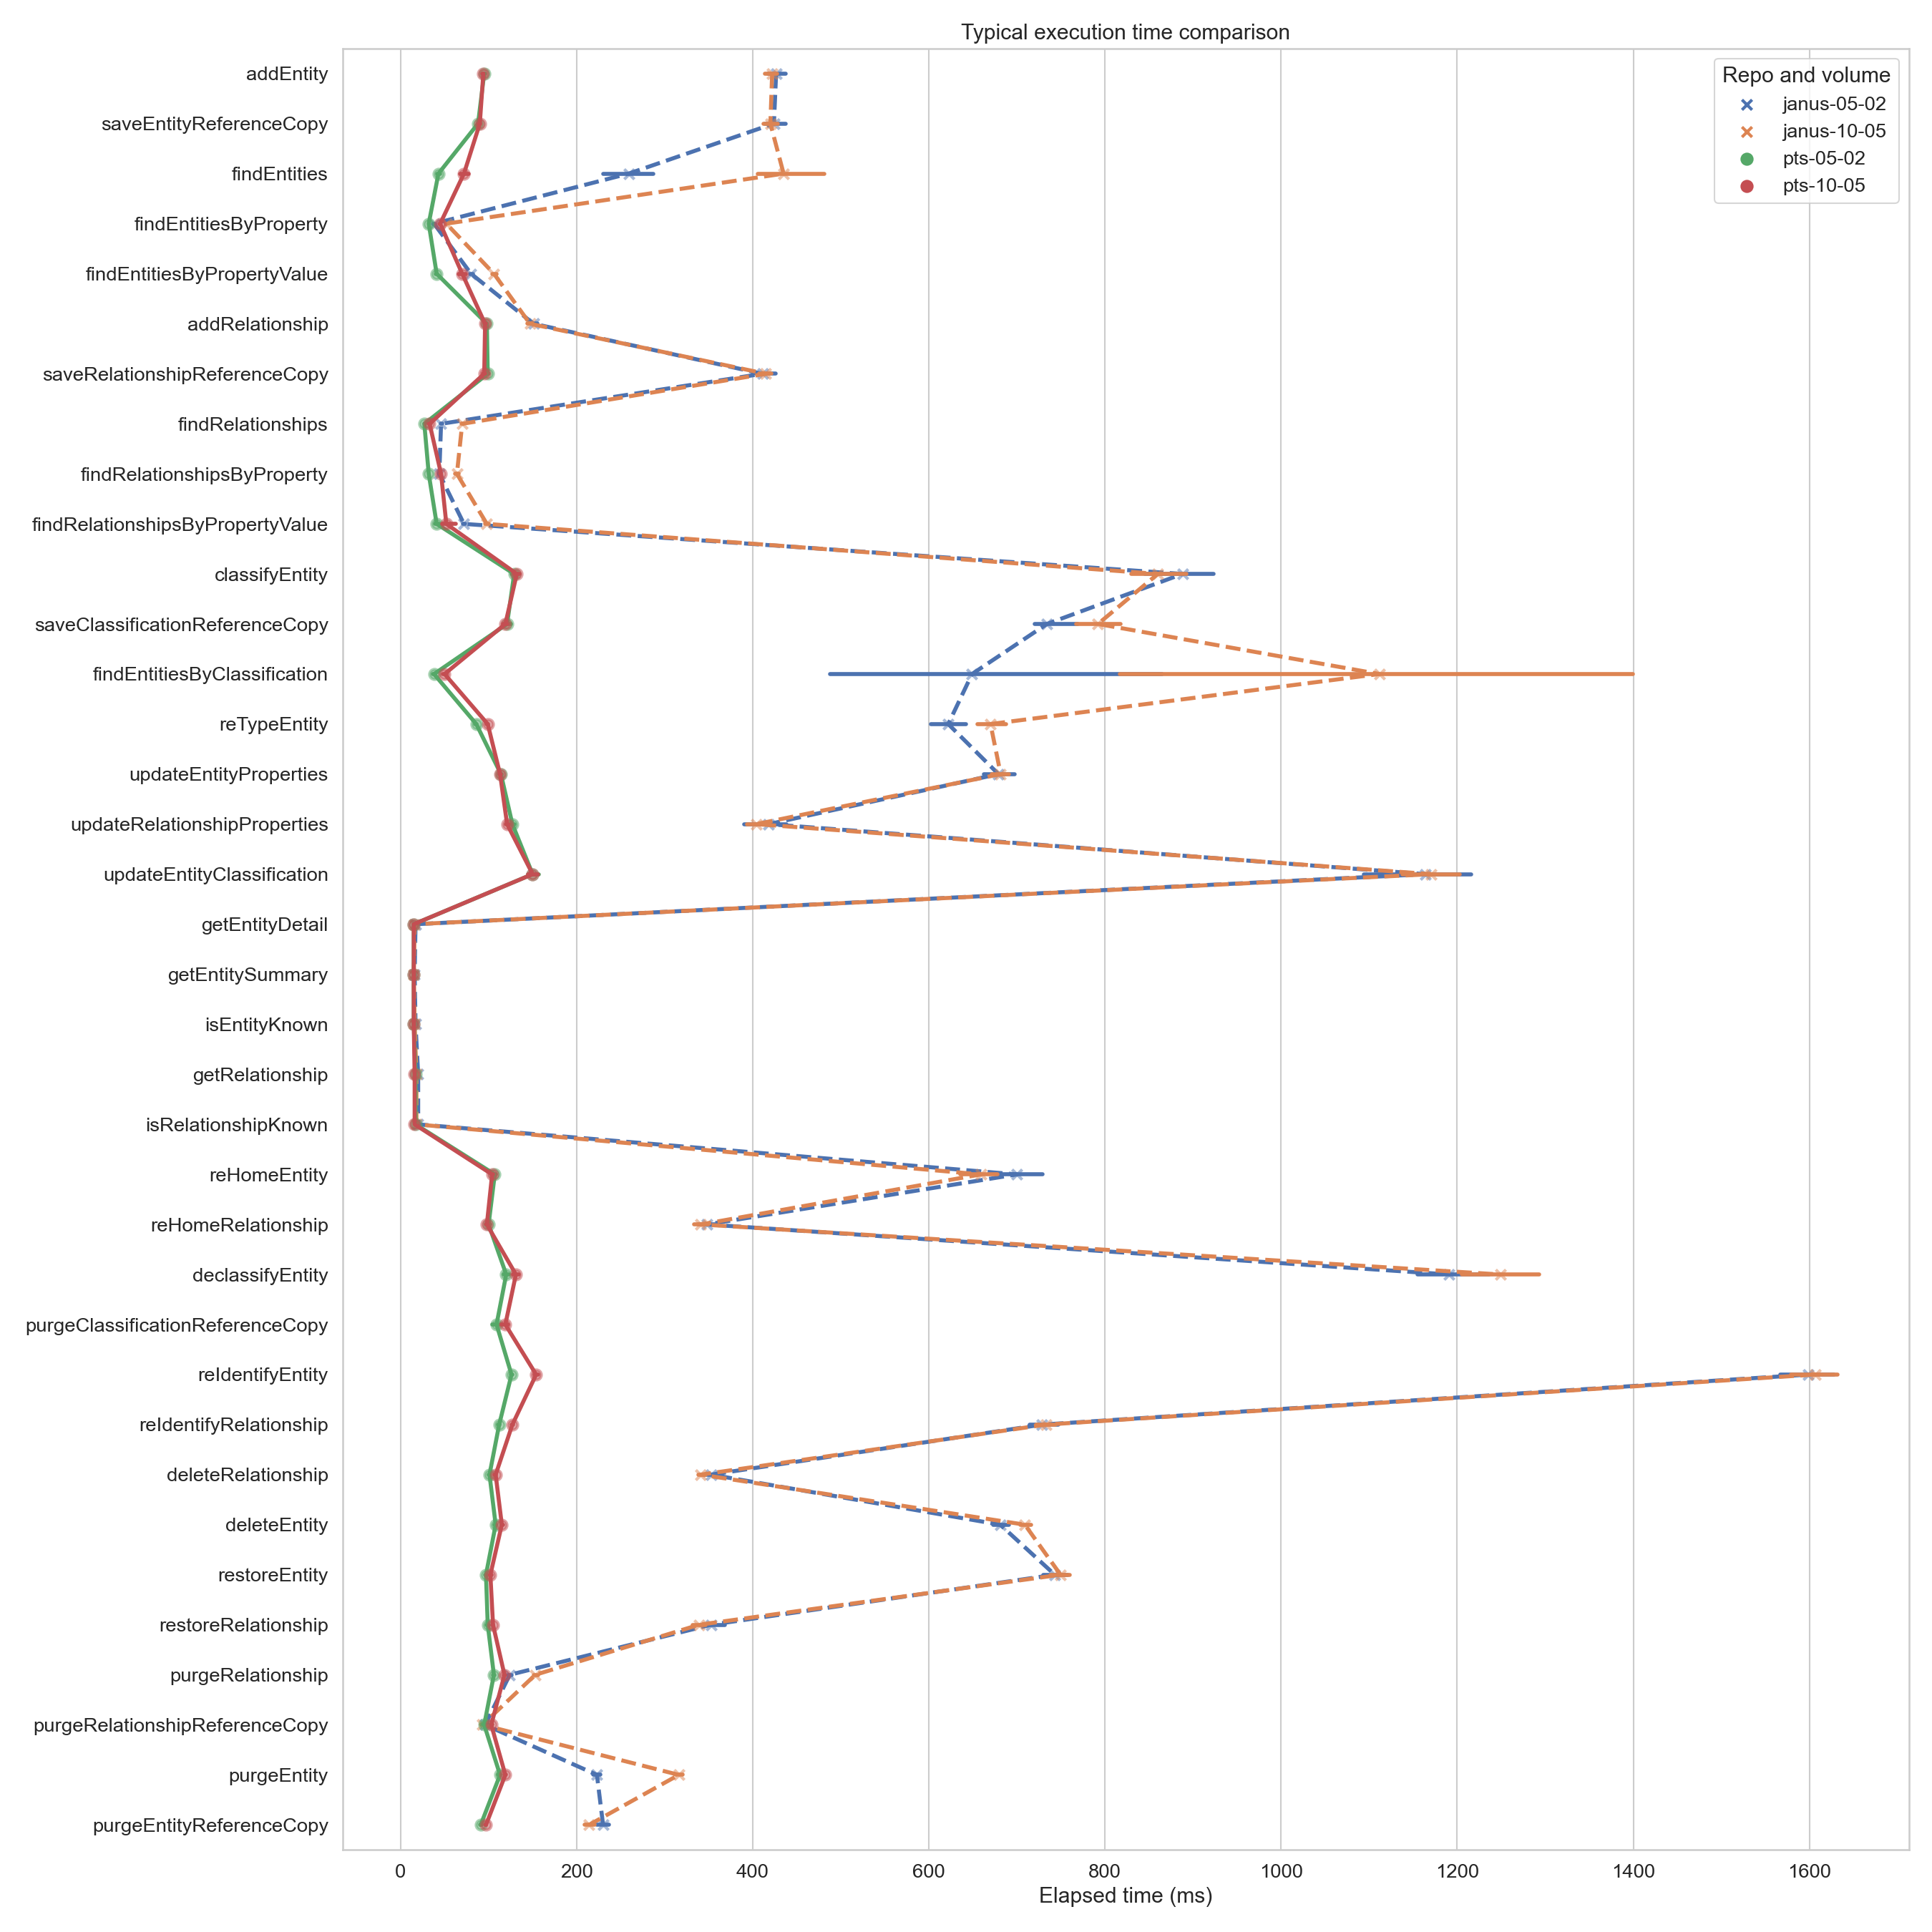 Typical execution time comparison
Repo and volume
janus-05-02
janus-10-05
pts-05-02
pts-10-05
addEntity
saveEntityReferenceCopy
findEntities
findEntitiesByProperty
findEntitiesByPropertyValue
addRelationship
saveRelationshipReferenceCopy
findRelationships
findRelationshipsByProperty
findRelationshipsByPropertyValue
classifyEntity
saveClassificationReferenceCopy
findEntitiesByClassification
reTypeEntity
updateEntityProperties
updateRelationshipProperties
updateEntityClassification
getEntityDetail
getEntitySummary
isEntityKnown
getRelationship
isRelationshipKnown
reHomeEntity
reHomeRelationship
declassifyEntity
purgeClassificationReferenceCopy
reIdentifyEntity
reIdentifyRelationship
deleteRelationship
deleteEntity
restoreEntity
restoreRelationship
purgeRelationship
purgeRelationshipReferenceCopy
purgeEntity
purgeEntityReferenceCopy
0 200 400 600 800 1000 1200 1400 1600
Elapsed time (ms)